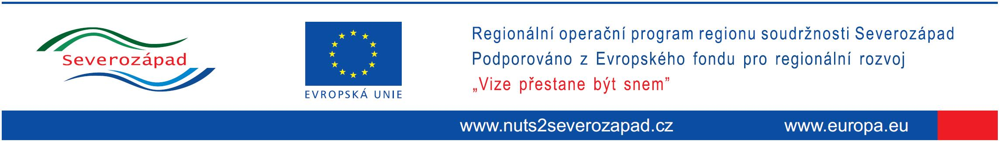 Severozápad
EVROPSKÁ UNIE
Regionální operační program regionu soudržnosti Severozápad
Podporováno z Evropského fondu pro regionální rozvoj
„Vize přestane být snem”
www.nuts2severozapad.cz
www.europa.eu